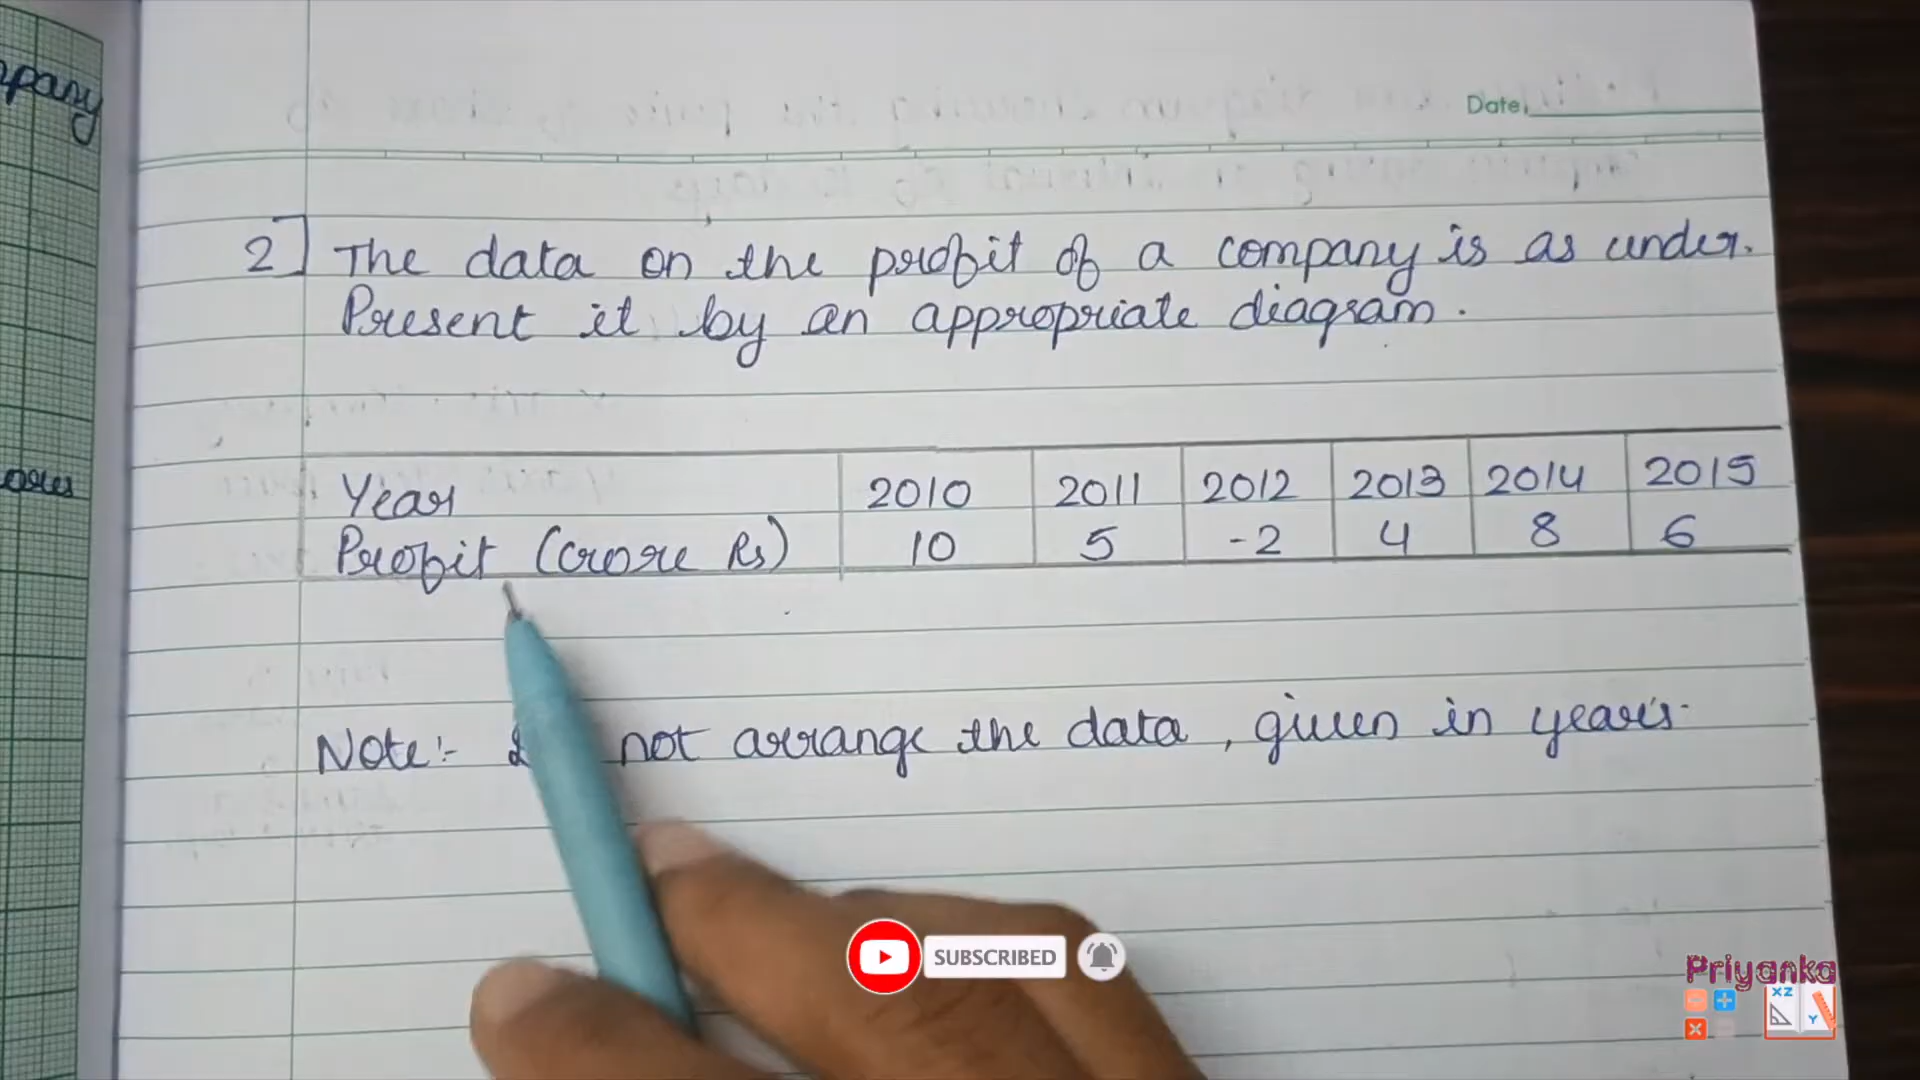 mpany
Date
2] The data on the profit of a company is as under.
Present it by an appropriate diagram.
Year 2010 2011 2012 2013 2014 2015
Profit (crore Rs) 10 5 -2 4 8 6
Note:- not arrange the data, given in years.
SUBSCRIBED
Priyanka
XZ
Y